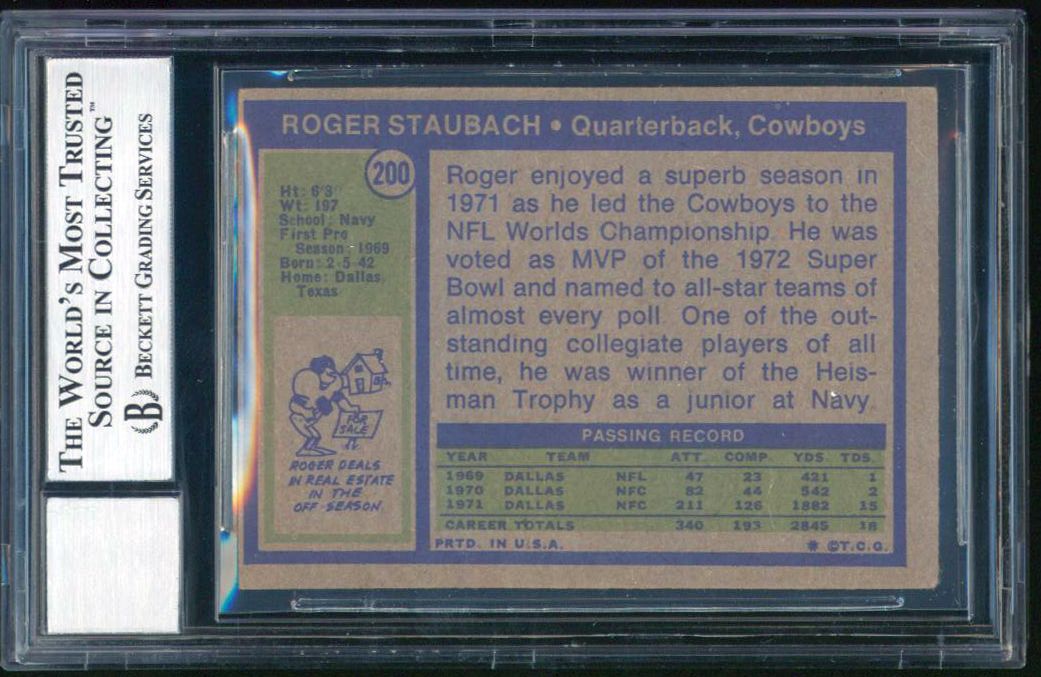 THE WORLD'S MOST TRUSTED
SOURCE IN COLLECTING™
B BECKETT GRADING SERVICES
ROGER STAUBACH • Quarterback, Cowboys
200
Ht: 6'3"
Wt: 197
School: Navy
First Pro
Season: 1969
Born: 2-5-42
Home: Dallas,
Texas
ROGER DEALS
IN REAL ESTATE
IN THE
OFF-SEASON.
FOR
SALE
Roger enjoyed a superb season in
1971 as he led the Cowboys to the
NFL Worlds Championship. He was
voted as MVP of the 1972 Super
Bowl and named to all-star teams of
almost every poll. One of the out-
standing collegiate players of all
time, he was winner of the Heis-
man Trophy as a junior at Navy.
PASSING RECORD
YEAR TEAM ATT. COMP. YDS. TDS.
1969 DALLAS NFL 47 23 421 1
1970 DALLAS NFC 82 44 542 2
1971 DALLAS NFC 211 126 1882 15
CAREER TOTALS 340 193 2845 18
PRTD. IN U.S.A. * ©T.C.G.